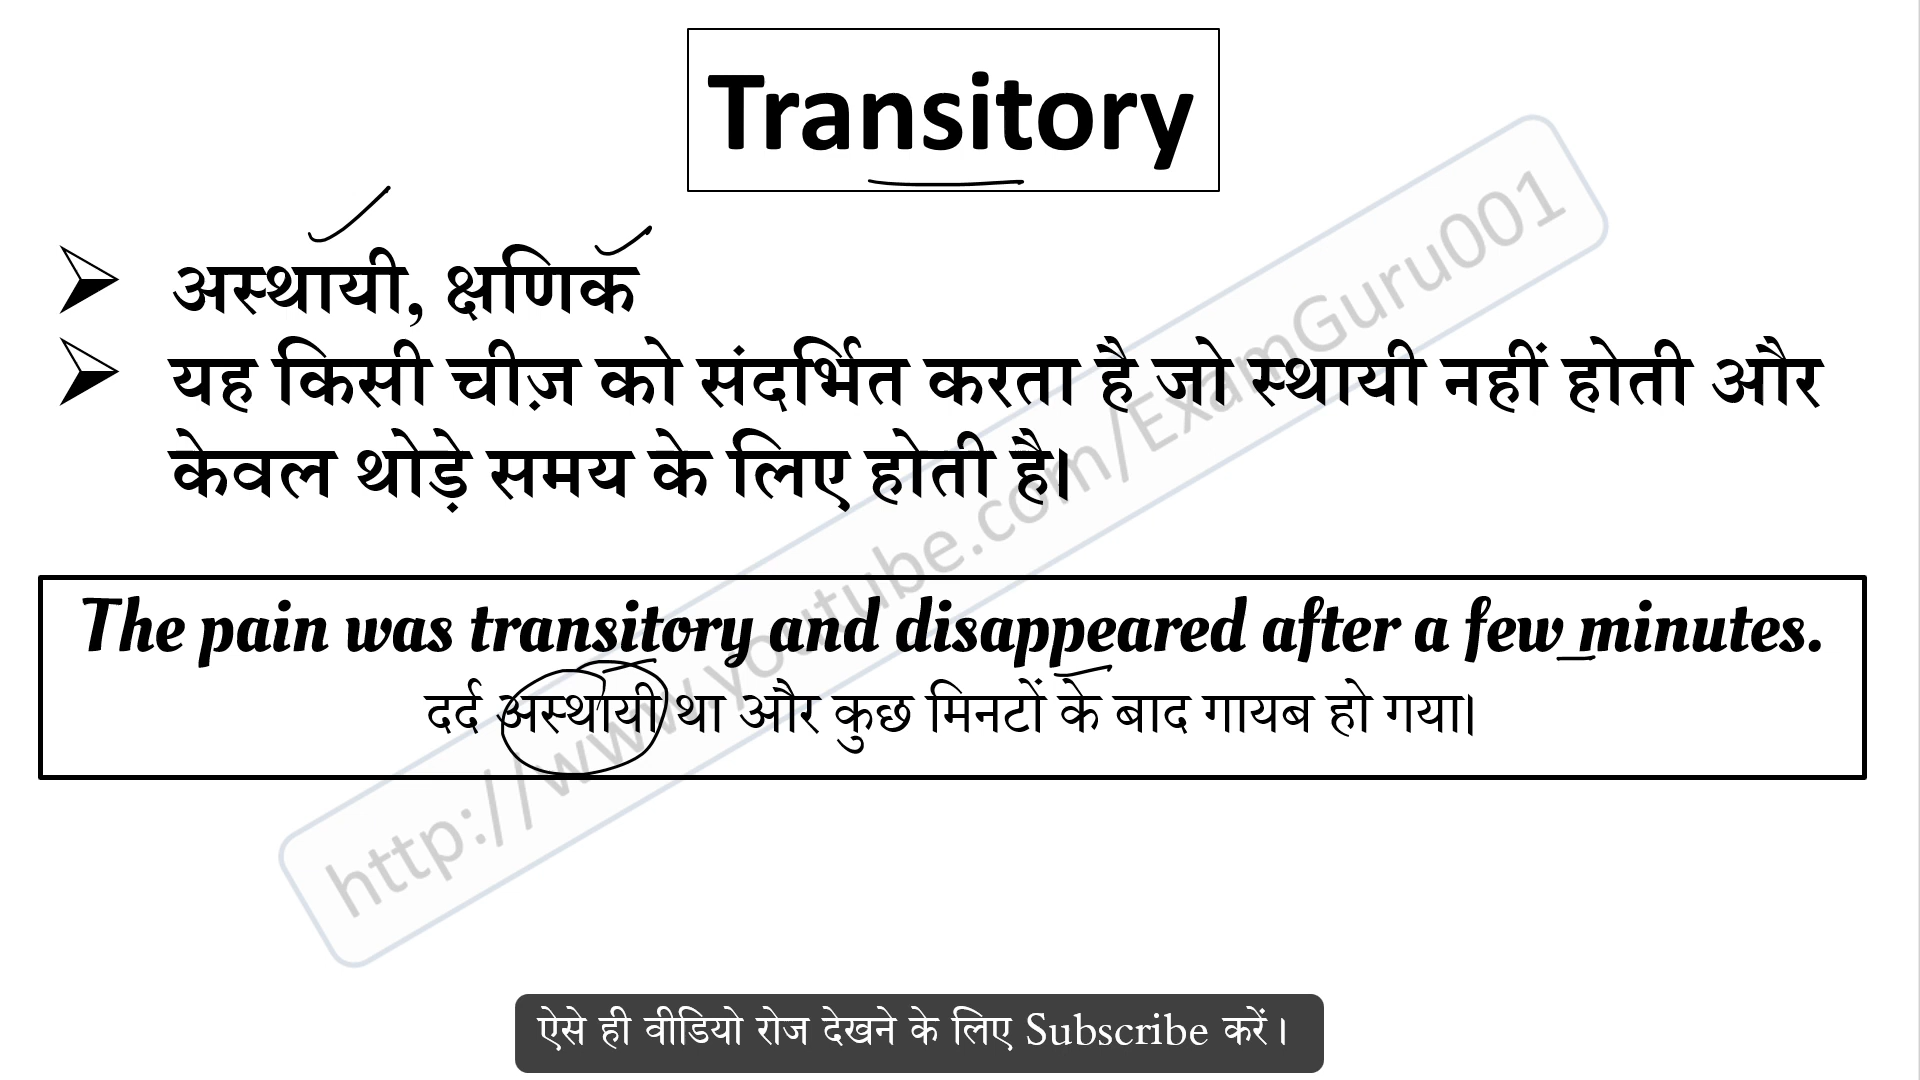 Transitory
अस्थायी, क्षणिक
यह किसी चीज़ को संदर्भित करता है जो स्थायी नहीं होती और
केवल थोड़े समय के लिए होती है।
The pain was transitory and disappeared after a few minutes.
दर्द अस्थायी था और कुछ मिनटों के बाद गायब हो गया।
http://www.youtube.com/ExamGuru001
ऐसे ही वीडियो रोज देखने के लिए Subscribe करें।